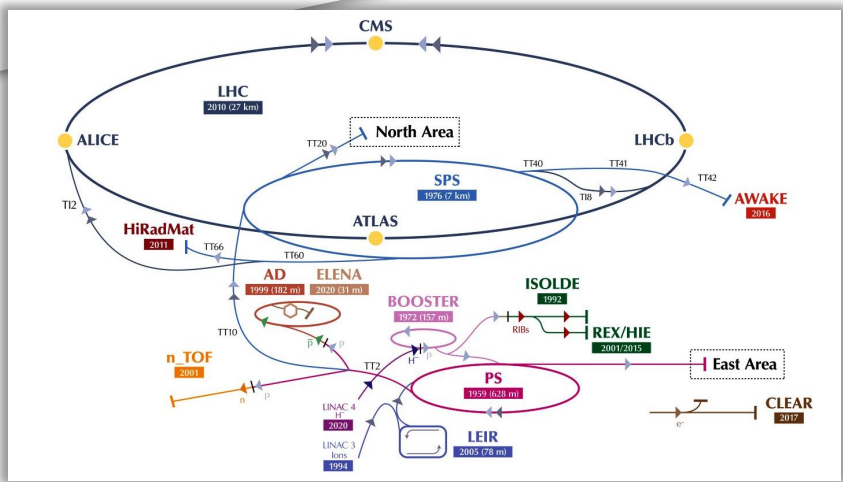 CMS
LHC
2010 (27 km)
North Area
TT20
ALICE
LHCb
TT40
TT41
TT42
SPS
1976 (7 km)
TI8
AWAKE
2016
TI2
HiRadMat
2011
ATLAS
TT66
TT60
AD
1999 (182 m)
ELENA
2020 (31 m)
ISOLDE
1992
BOOSTER
1972 (157 m)
RIBs
REX/HIE
2001/2015
TT10
p̅
p
H⁻
p
TT2
East Area
n_TOF
2001
n
p
PS
1959 (628 m)
LINAC 4
H⁻
2020
CLEAR
2017
e⁻
LINAC 3
Ions
1994
LEIR
2005 (78 m)